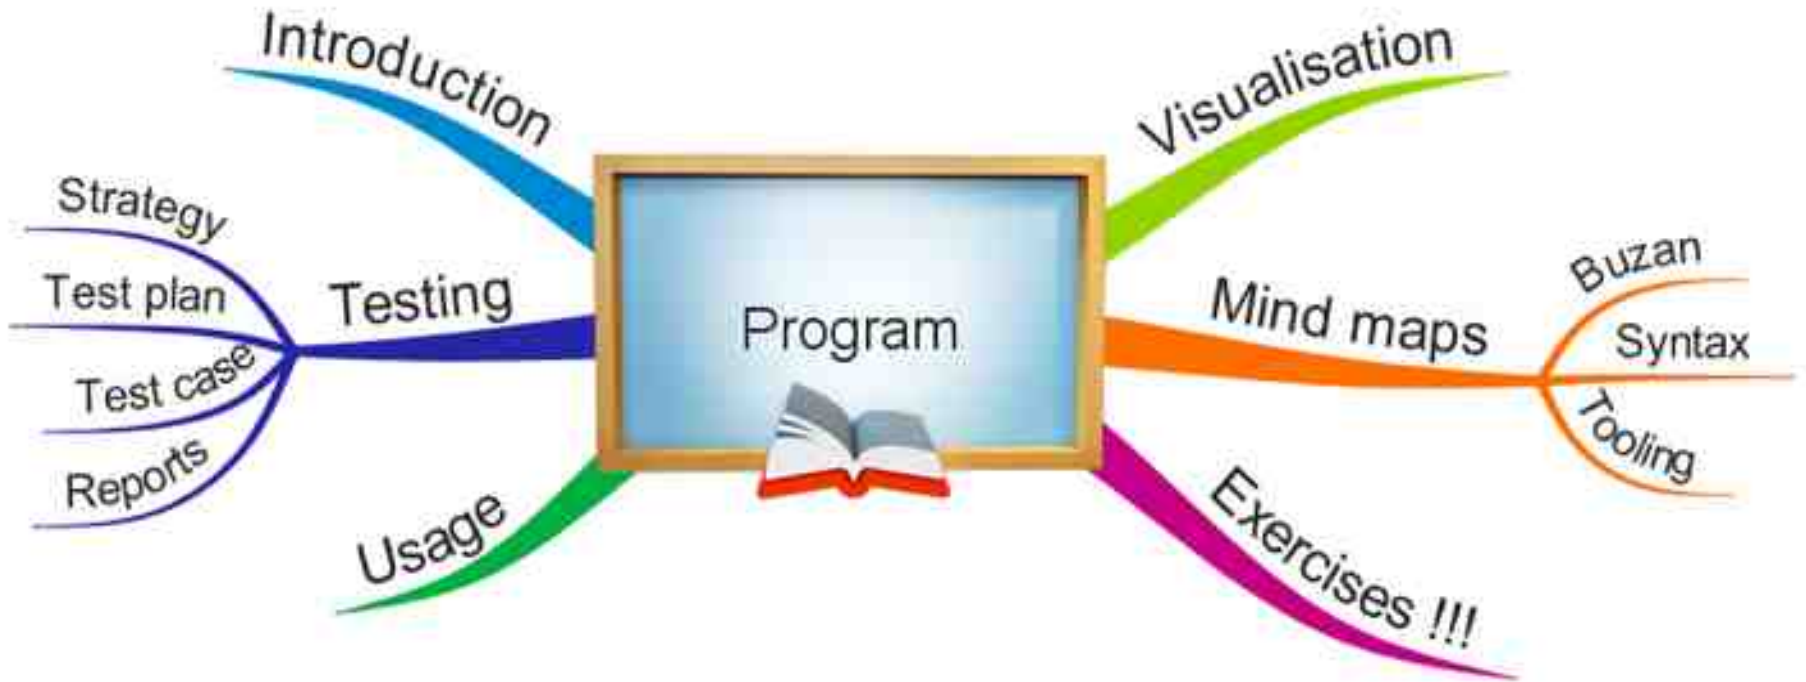 Introduction
Visualisation
Strategy
Test plan
Testing
Test case
Reports
Usage
Program
Mind maps
Buzan
Syntax
Tooling
Exercises !!!